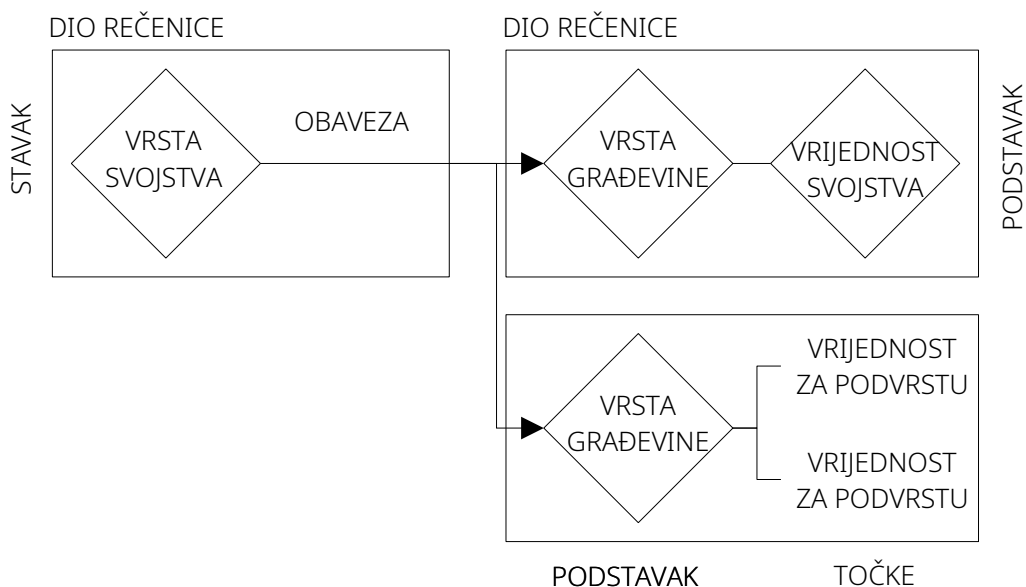 DIO REČENICE
DIO REČENICE
STAVAK
VRSTA
SVOJSTVA
OBAVEZA
VRSTA
GRAĐEVINE
VRIJEDNOST
SVOJSTVA
PODSTAVAK
VRSTA
GRAĐEVINE
VRIJEDNOST
ZA PODVRSTU
VRIJEDNOST
ZA PODVRSTU
PODSTAVAK
TOČKE